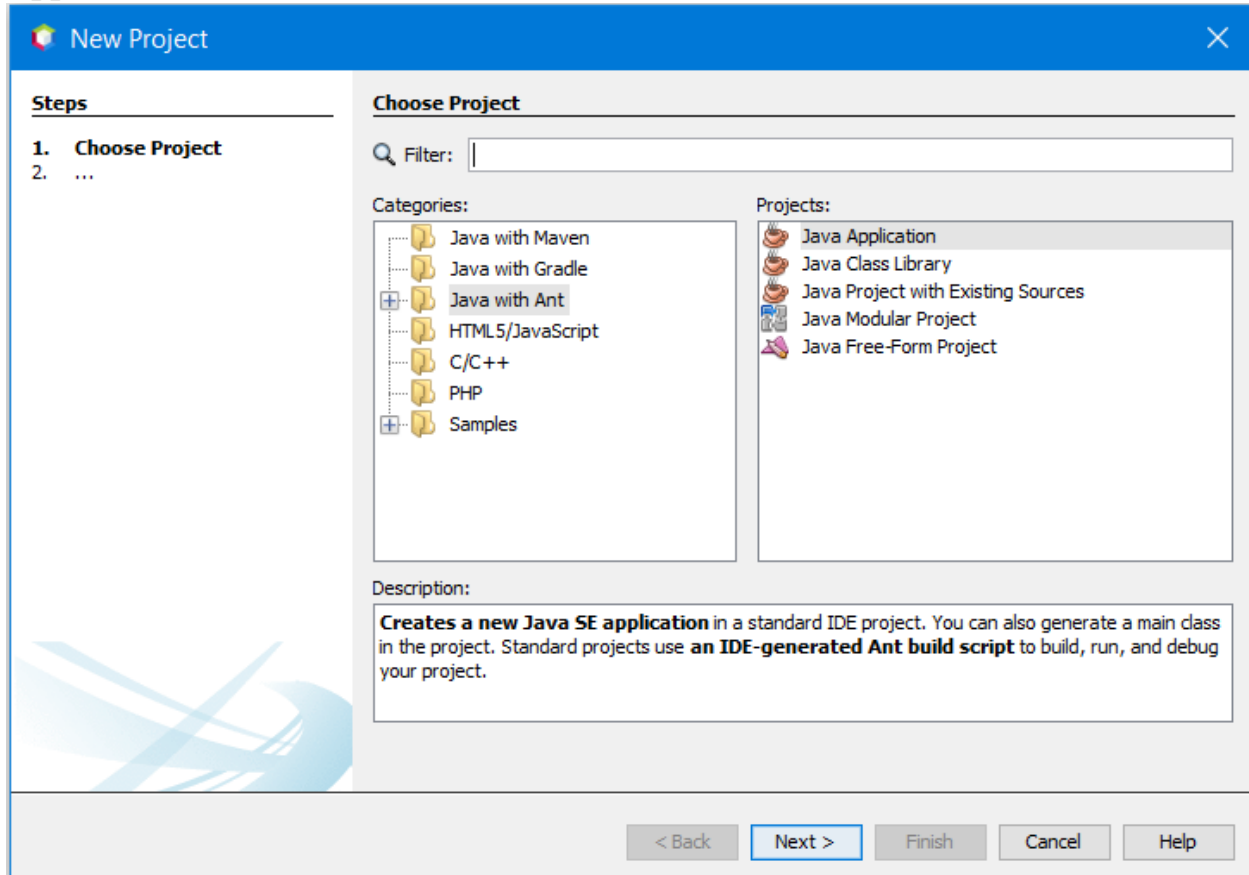 New Project
Steps
1. Choose Project
2. ...
Choose Project
Filter:
Categories:
Java with Maven
Java with Gradle
Java with Ant
HTML5/JavaScript
C/C++
PHP
Samples
Projects:
Java Application
Java Class Library
Java Project with Existing Sources
Java Modular Project
Java Free-Form Project
Description:
Creates a new Java SE application in a standard IDE project. You can also generate a main class
in the project. Standard projects use an IDE-generated Ant build script to build, run, and debug
your project.
< Back
Next >
Finish
Cancel
Help